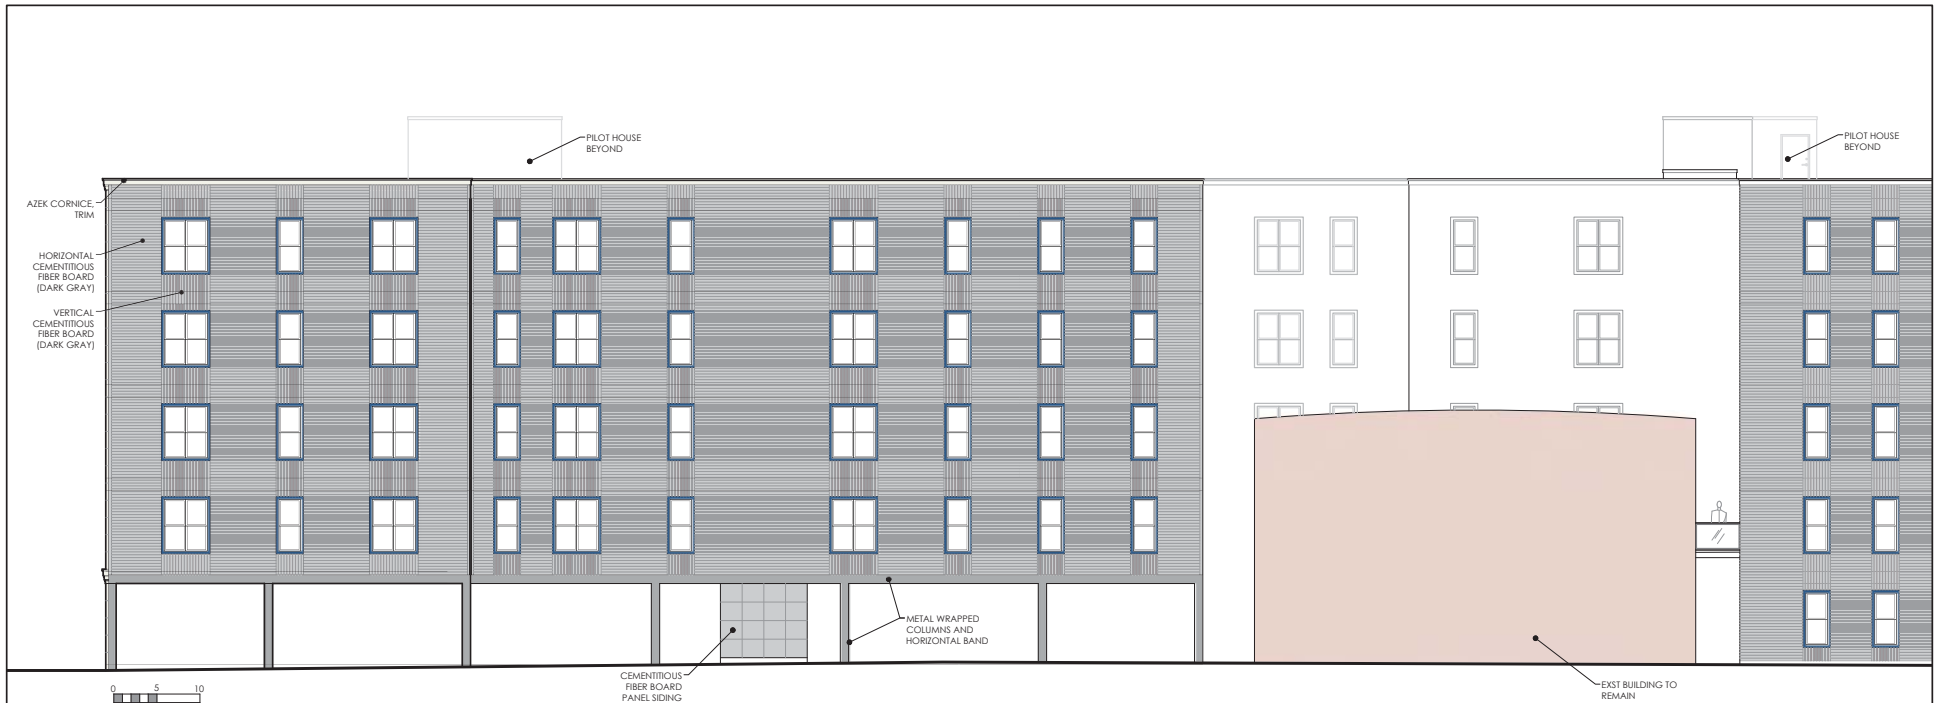 PILOT HOUSE
BEYOND
PILOT HOUSE
BEYOND
AZEK CORNICE,
TRIM
HORIZONTAL
CEMENTITIOUS
FIBER BOARD
(DARK GRAY)
VERTICAL
CEMENTITIOUS
FIBER BOARD
(DARK GRAY)
METAL WRAPPED
COLUMNS AND
HORIZONTAL BAND
CEMENTITIOUS
FIBER BOARD
PANEL SIDING
EXST BUILDING TO
REMAIN
0 5 10